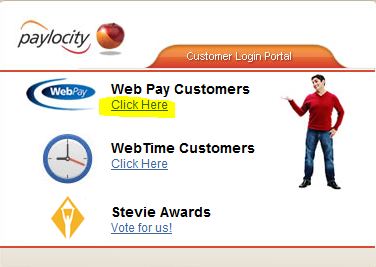 paylocity
Customer Login Portal
WebPay
Web Pay Customers
Click Here
WebTime Customers
Click Here
Stevie Awards
Vote for us!